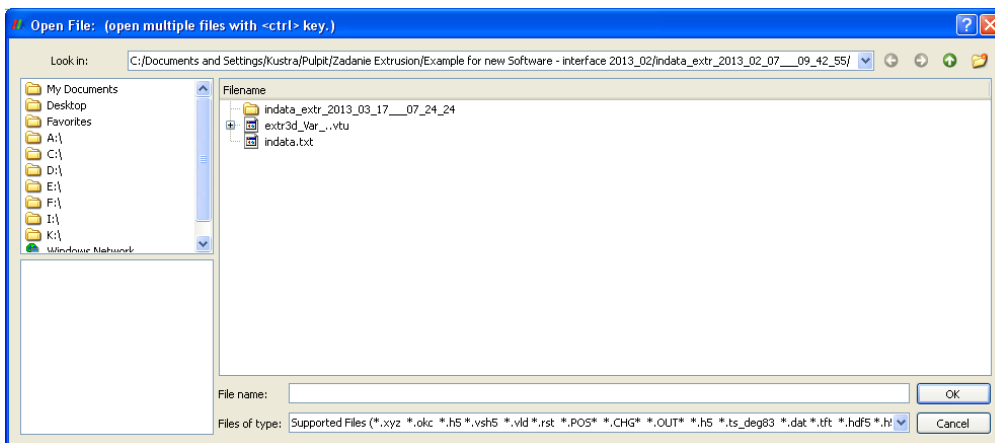 Open File: (open multiple files with <ctrl> key.)
Look in: C:/Documents and Settings/Kustra/Pulpit/Zadanie Extrusion/Example for new Software - interface 2013_02/indata_extr_2013_02_07___09_42_55/
My Documents
Desktop
Favorites
A:\
C:\
D:\
E:\
F:\
I:\
K:\
Windows Network
Filename
indata_extr_2013_03_17___07_24_24
extr3d_Var_..vtu
indata.txt
File name:
OK
Files of type: Supported Files (*.xyz *.okc *.h5 *.vsh5 *.vld *.rst *.POS* *.CHG* *.OUT* *.h5 *.ts_deg83 *.dat *.tft *.hdf5
Cancel